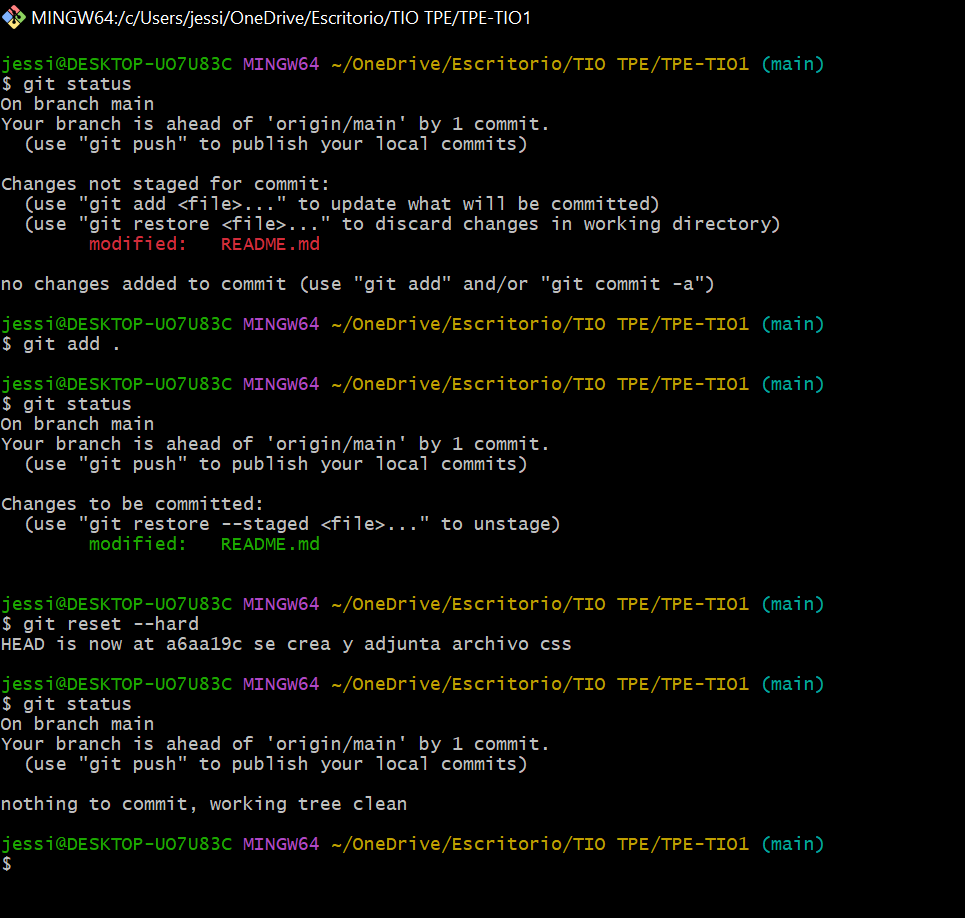 MINGW64:/c/Users/jessi/OneDrive/Escritorio/TIO TPE/TPE-TIO1
jessi@DESKTOP-UO7U83C MINGW64 ~/OneDrive/Escritorio/TIO TPE/TPE-TIO1 (main)
$ git status
On branch main
Your branch is ahead of 'origin/main' by 1 commit.
  (use "git push" to publish your local commits)
Changes not staged for commit:
  (use "git add <file>..." to update what will be committed)
  (use "git restore <file>..." to discard changes in working directory)
        modified:   README.md
no changes added to commit (use "git add" and/or "git commit -a")
jessi@DESKTOP-UO7U83C MINGW64 ~/OneDrive/Escritorio/TIO TPE/TPE-TIO1 (main)
$ git add .
jessi@DESKTOP-UO7U83C MINGW64 ~/OneDrive/Escritorio/TIO TPE/TPE-TIO1 (main)
$ git status
On branch main
Your branch is ahead of 'origin/main' by 1 commit.
  (use "git push" to publish your local commits)
Changes to be committed:
  (use "git restore --staged <file>..." to unstage)
        modified:   README.md
jessi@DESKTOP-UO7U83C MINGW64 ~/OneDrive/Escritorio/TIO TPE/TPE-TIO1 (main)
$ git reset --hard
HEAD is now at a6aa19c se crea y adjunta archivo css
jessi@DESKTOP-UO7U83C MINGW64 ~/OneDrive/Escritorio/TIO TPE/TPE-TIO1 (main)
$ git status
On branch main
Your branch is ahead of 'origin/main' by 1 commit.
  (use "git push" to publish your local commits)
nothing to commit, working tree clean
jessi@DESKTOP-UO7U83C MINGW64 ~/OneDrive/Escritorio/TIO TPE/TPE-TIO1 (main)
$